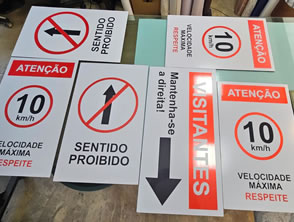 SENTIDO
PROIBIDO
10
km/h
VELOCIDADE
MÁXIMA
RESPEITE
ATENÇÃO
10
km/h
VELOCIDADE
MÁXIMA
RESPEITE
SENTIDO
PROIBIDO
VISITANTES
Mantenha-se
a direita!
ATENÇÃO
10
km/h
VELOCIDADE
MÁXIMA
RESPEITE